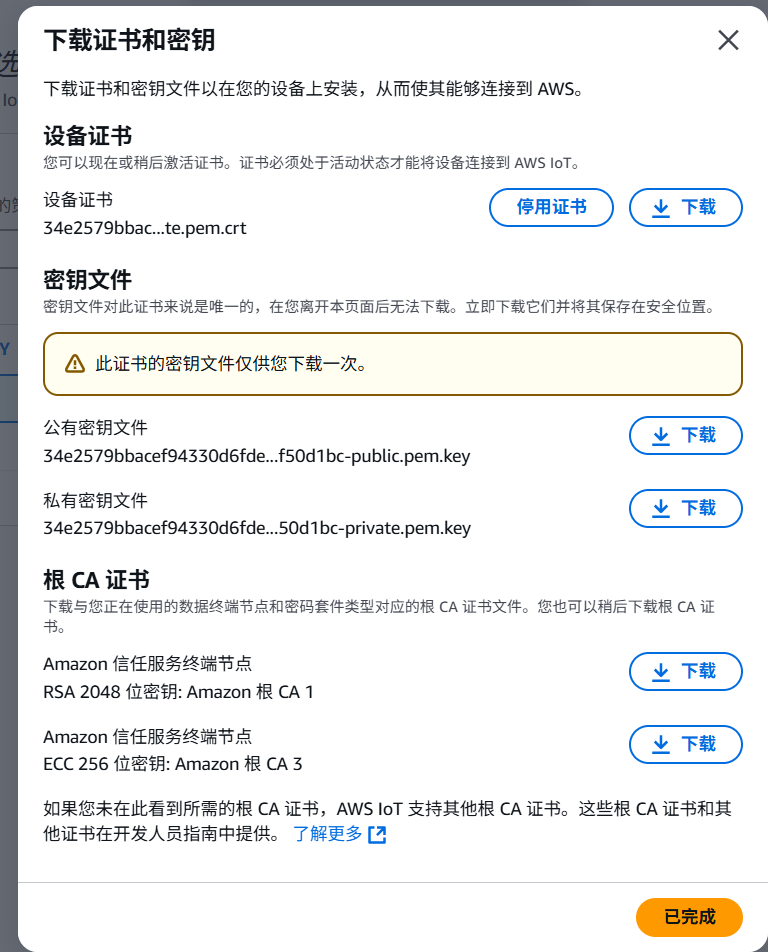 下载证书和密钥
下载证书和密钥文件以在您的设备上安装，从而使其能够连接到 AWS。
设备证书
您可以现在或稍后激活证书。证书必须处于活动状态才能将设备连接到 AWS IoT。
设备证书
34e2579bbac...te.pem.crt
停用证书
下载
密钥文件
密钥文件对此证书来说是唯一的，在您离开本页面后无法下载。立即下载它们并将其保存在安全位置。
此证书的密钥文件仅供您下载一次。
公有密钥文件
34e2579bbacef94330d6fde...f50d1bc-public.pem.key
下载
私有密钥文件
34e2579bbacef94330d6fde...50d1bc-private.pem.key
下载
根 CA 证书
下载与您正在使用的数据终端节点和密码套件类型对应的根 CA 证书文件。您也可以稍后下载根 CA 证
书。
Amazon 信任服务终端节点
RSA 2048 位密钥: Amazon 根 CA 1
下载
Amazon 信任服务终端节点
ECC 256 位密钥: Amazon 根 CA 3
下载
如果您未在此看到所需的根 CA 证书，AWS IoT 支持其他根 CA 证书。这些根 CA 证书和其
他证书在开发人员指南中提供。 了解更多
已完成